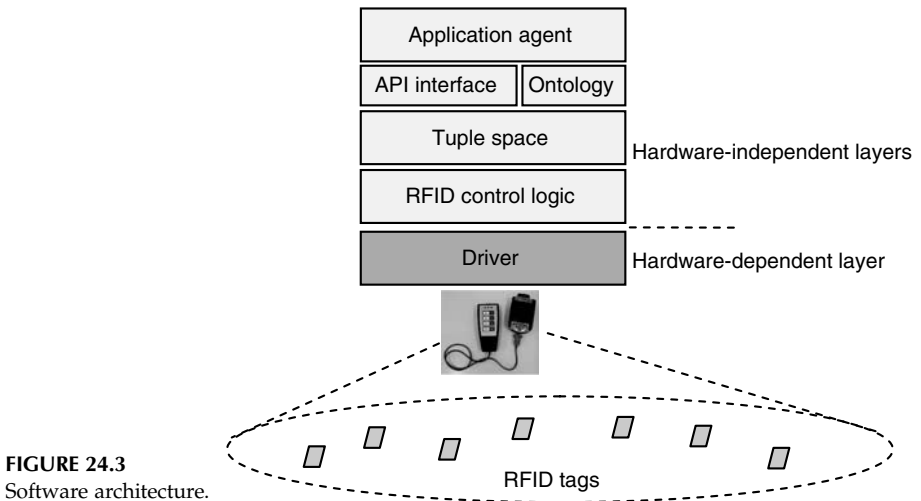 Application agent
API interface
Ontology
Tuple space
Hardware-independent layers
RFID control logic
Driver
Hardware-dependent layer
RFID tags
FIGURE 24.3
Software architecture.